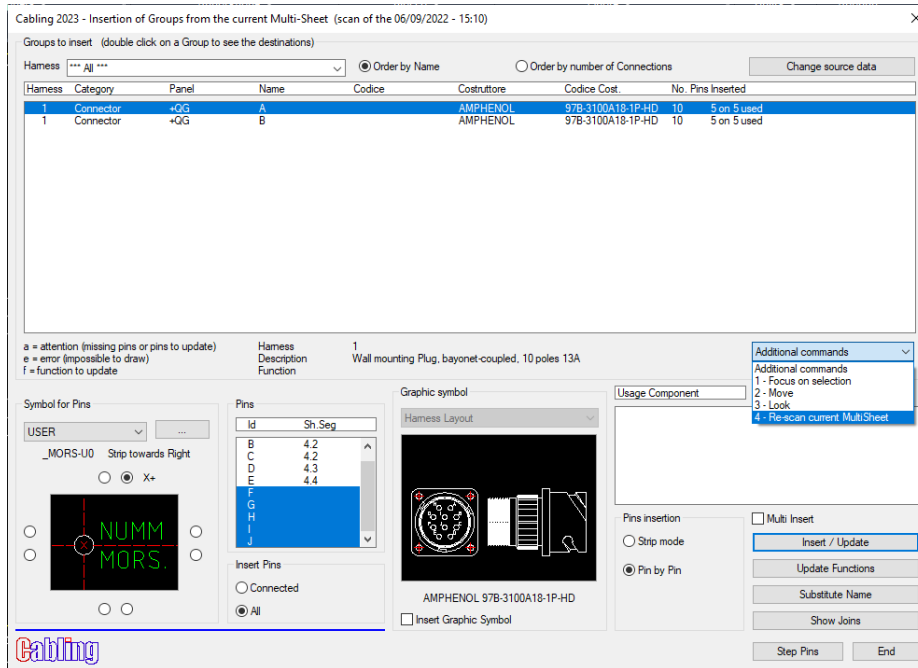 Cabling 2023 - Insertion of Groups from the current Multi-Sheet (scan of the 06/09/2022 - 15:10)
Groups to insert (double click on a Group to see the destinations)
Harness *** All *** Order by Name Order by number of Connections Change source data
Harness Category Panel Name Codice Costruttore Codice Cost. No. Pins Inserted
1 Connector +QG A AMPHENOL 97B-3100A18-1P-HD 10 5 on 5 used
1 Connector +QG B AMPHENOL 97B-3100A18-1P-HD 10 5 on 5 used
a = attention (missing pins or pins to update) Harness 1
e = error (impossible to draw) Description Wall mounting Plug, bayonet-coupled, 10 poles 13A
f = function to update Function
Additional commands
Additional commands
1 - Focus on selection
2 - Move
3 - Look
4 - Re-scan current MultiSheet
Symbol for Pins
USER ...
_MORS-U0 Strip towards Right
X+
X NUMM
MORS.
Pins
Id Sh.Seg
B 4.2
C 4.2
D 4.3
E 4.4
F
G
H
I
J
Insert Pins
Connected
All
Graphic symbol
Harness Layout
AMPHENOL 97B-3100A18-1P-HD
Insert Graphic Symbol
Usage Component
Pins insertion
Strip mode
Pin by Pin
Multi Insert
Insert / Update
Update Functions
Substitute Name
Show Joins
Cabling
Step Pins End